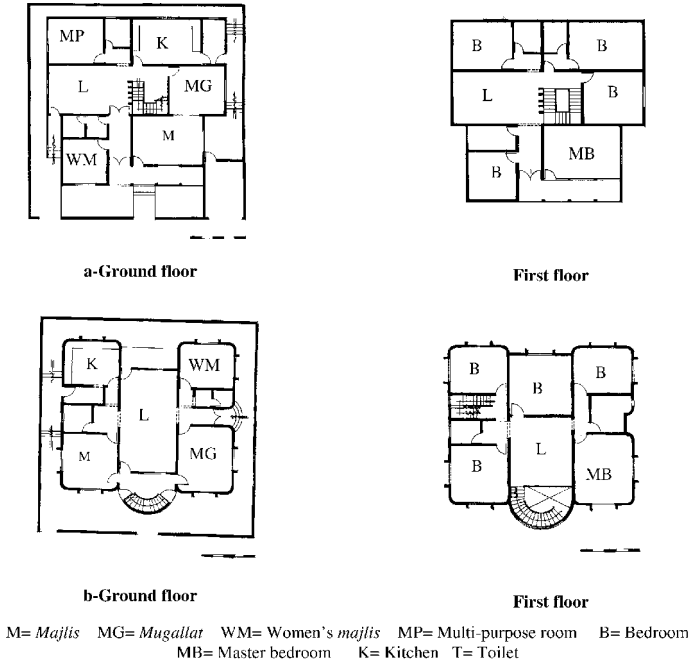 MP K
L MG
M
WM
a-Ground floor
B B
B
L
MB
B
First floor
K WM
L
M MG
b-Ground floor
B B
B
L
B MB
First floor
M= Majlis MG= Mugallat WM= Women's majlis MP= Multi-purpose room B= Bedroom
MB= Master bedroom K= Kitchen T= Toilet